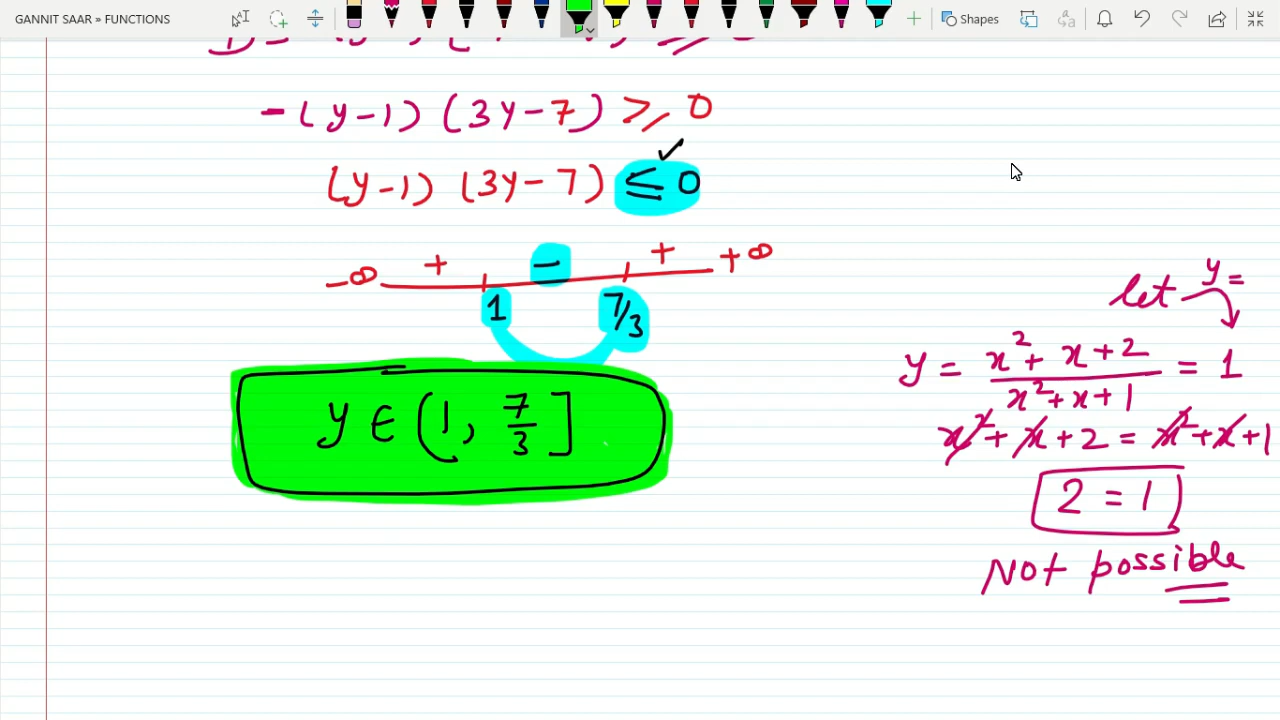 GANNIT SAAR » FUNCTIONS
Shapes
-(y-1) (3y-7) ≥ 0
(y-1) (3y-7) ≤ 0
-∞ + - + +∞
1 7/3
y ∈ (1, 7/3]
let y =
y = x²+x+2 / x²+x+1 = 1
x²+x+2 = x²+x+1
2 = 1
Not possible